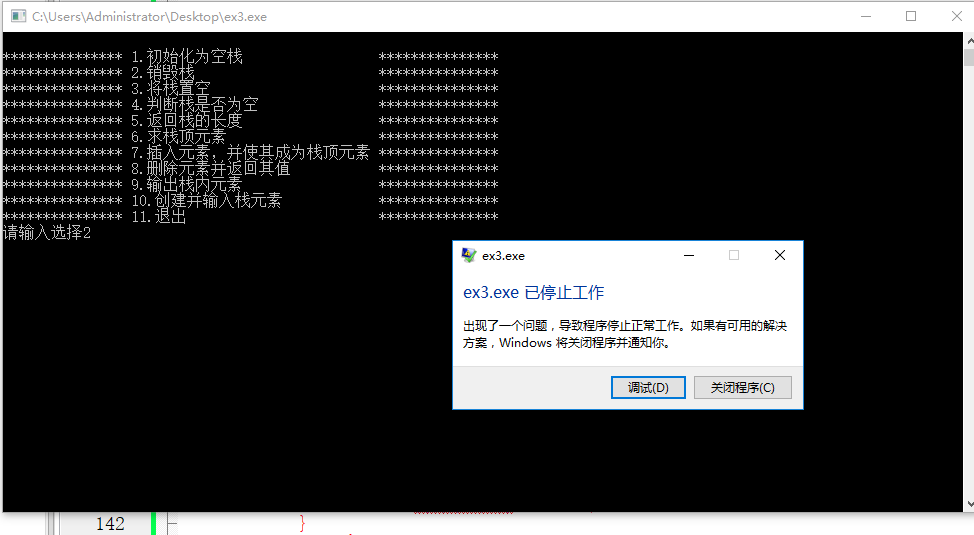 C:\Users\Administrator\Desktop\ex3.exe
*************** 1.初始化为空栈 ***************
*************** 2.销毁栈 ***************
*************** 3.将栈置空 ***************
*************** 4.判断栈是否为空 ***************
*************** 5.返回栈的长度 ***************
*************** 6.求栈顶元素 ***************
*************** 7.插入元素，并使其成为栈顶元素 ***************
*************** 8.删除元素并返回其值 ***************
*************** 9.输出栈内元素 ***************
*************** 10.创建并输入栈元素 ***************
*************** 11.退出 ***************
请输入选择2
ex3.exe
ex3.exe 已停止工作
出现了一个问题，导致程序停止正常工作。如果有可用的解决
方案，Windows 将关闭程序并通知你。
调试(D) 关闭程序(C)
142 }